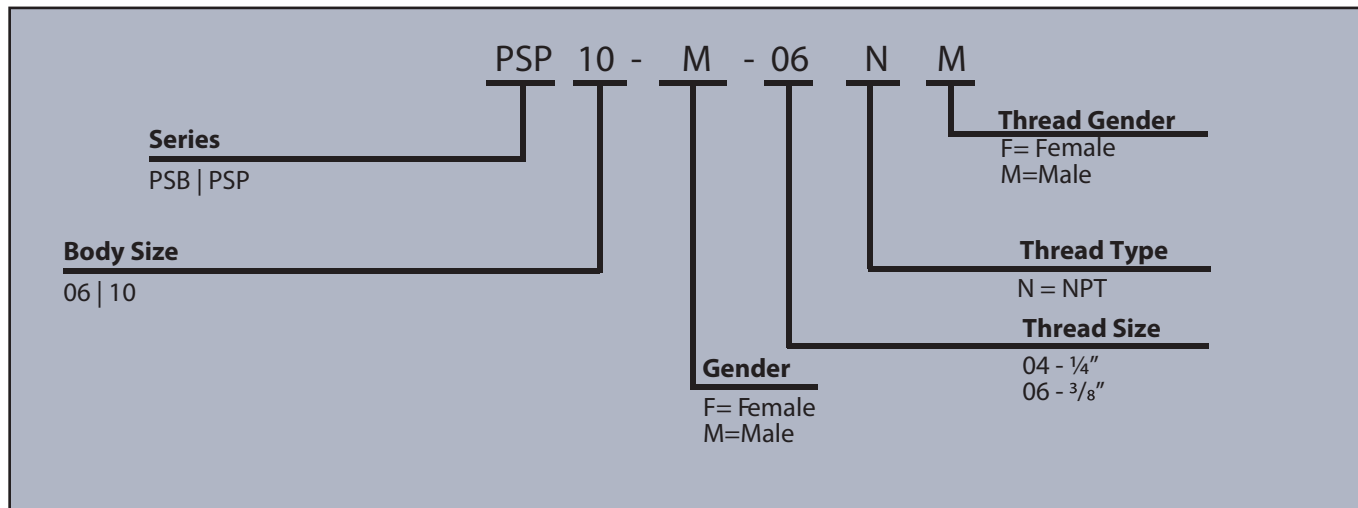 PSP 10 - M - 06 N M
Series
PSB | PSP
Body Size
06 | 10
Gender
F= Female
M=Male
Thread Gender
F= Female
M=Male
Thread Type
N = NPT
Thread Size
04 - ¼”
06 - ³/₈”